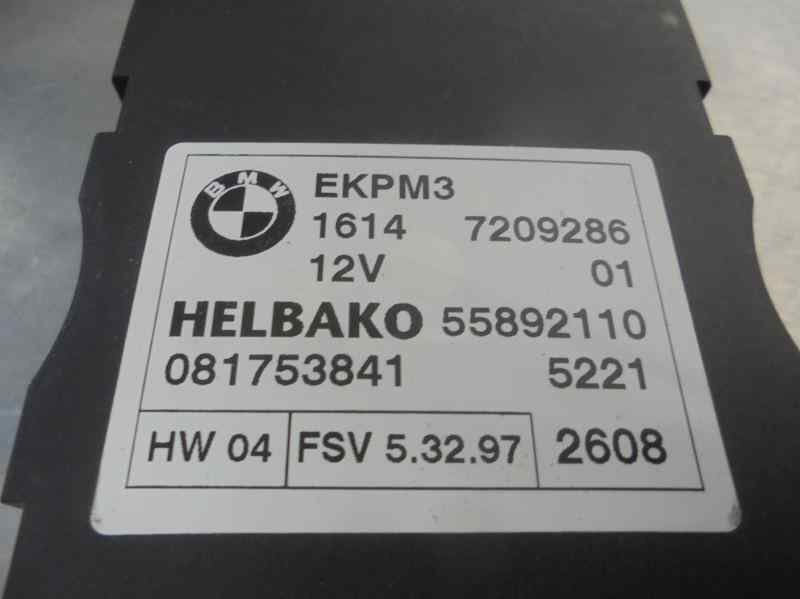 BMW EKPM3
1614 7209286
12V 01
HELBAKO 55892110
081753841 5221
HW 04 FSV 5.32.97 2608